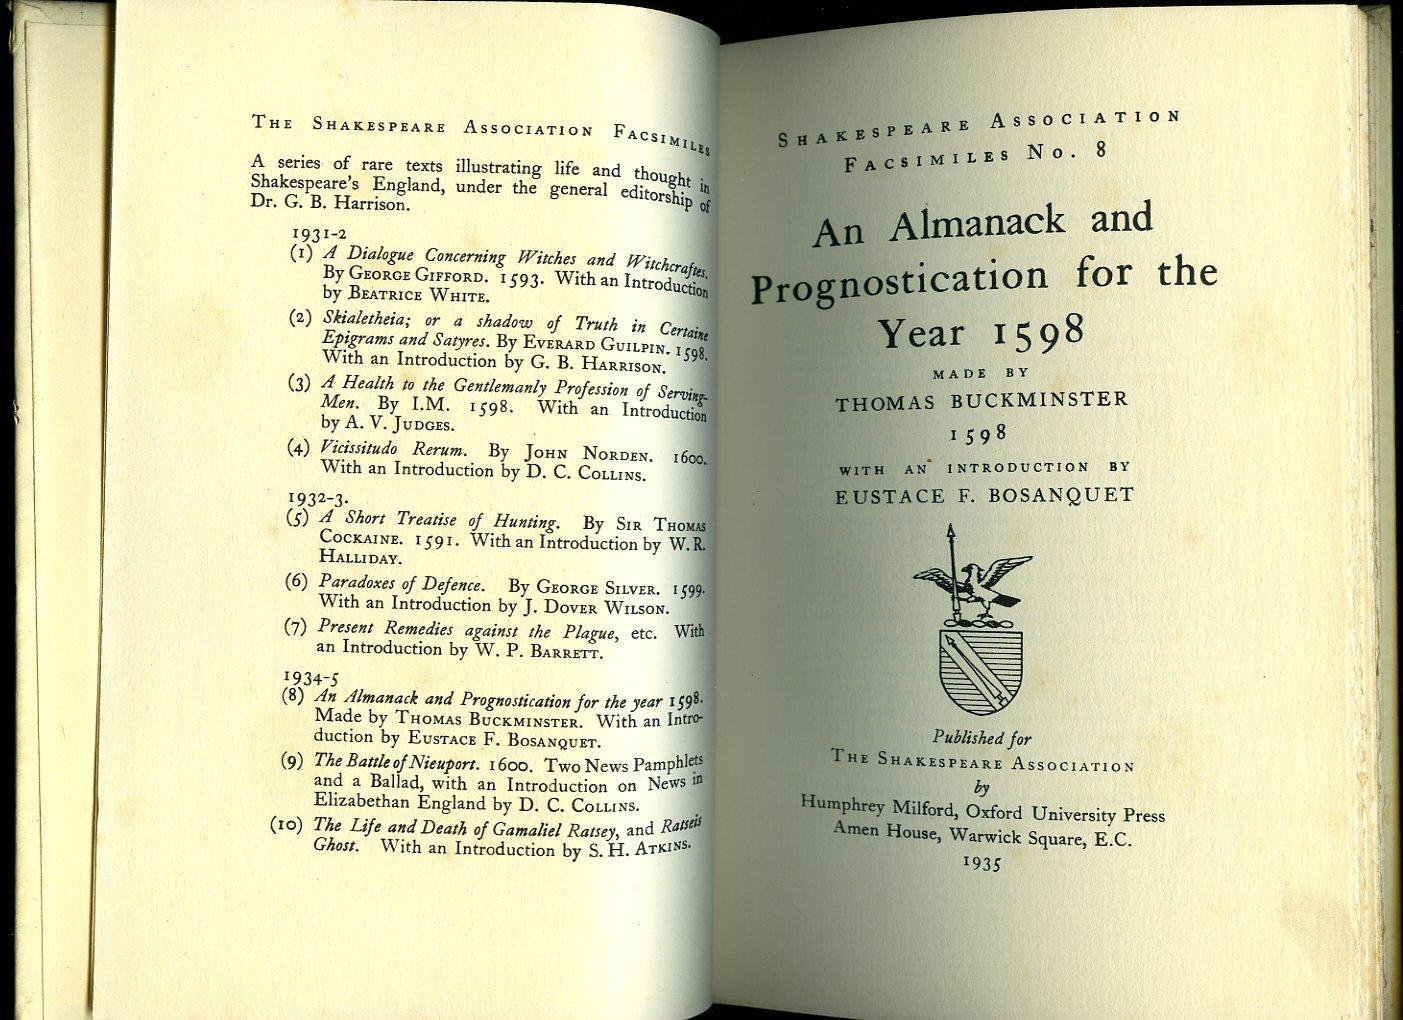 The Shakespeare Association Facsimiles
A series of rare texts illustrating life and thought in
Shakespeare's England, under the general editorship of
Dr. G. B. Harrison.
1931-2
(1) A Dialogue Concerning Witches and Witchcraftes.
By George Gifford. 1593. With an Introduction
by Beatrice White.
(2) Skialetheia; or a shadow of Truth in Certaine
Epigrams and Satyres. By Everard Guilpin. 1598.
With an Introduction by G. B. Harrison.
(3) A Health to the Gentlemanly Profession of Serving-
Men. By I.M. 1598. With an Introduction
by A. V. Judges.
(4) Vicissitudo Rerum. By John Norden. 1600.
With an Introduction by D. C. Collins.
1932-3.
(5) A Short Treatise of Hunting. By Sir Thomas
Cockaine. 1591. With an Introduction by W. R.
Halliday.
(6) Paradoxes of Defence. By George Silver. 1599.
With an Introduction by J. Dover Wilson.
(7) Present Remedies against the Plague, etc. With
an Introduction by W. P. Barrett.
1934-5
(8) An Almanack and Prognostication for the year 1598.
Made by Thomas Buckminster. With an Intro-
duction by Eustace F. Bosanquet.
(9) The Battle of Nieuport. 1600. Two News Pamphlets
and a Ballad, with an Introduction on News in
Elizabethan England by D. C. Collins.
(10) The Life and Death of Gamaliel Ratsey, and Ratseis
Ghost. With an Introduction by S. H. Atkins.
Shakespeare Association
Facsimiles No. 8
An Almanack and
Prognostication for the
Year 1598
MADE BY
THOMAS BUCKMINSTER
1598
WITH AN INTRODUCTION BY
EUSTACE F. BOSANQUET
Published for
The Shakespeare Association
by
Humphrey Milford, Oxford University Press
Amen House, Warwick Square, E.C.
1935